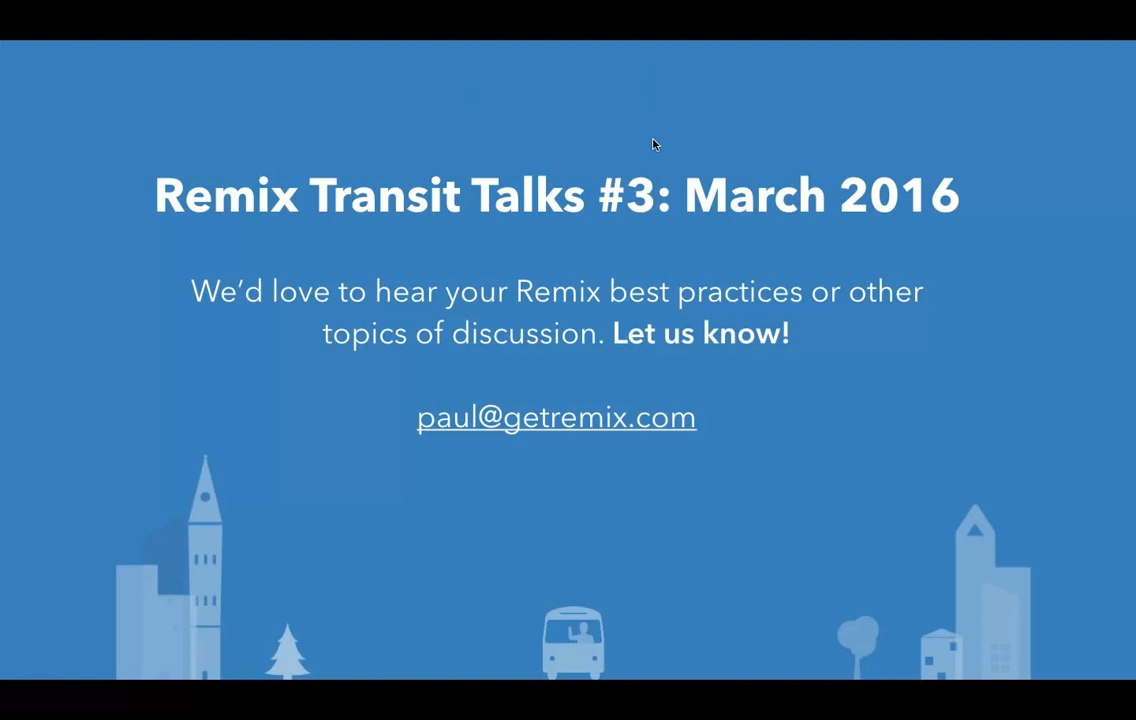 Remix Transit Talks #3: March 2016
We’d love to hear your Remix best practices or other
topics of discussion. Let us know!
paul@getremix.com